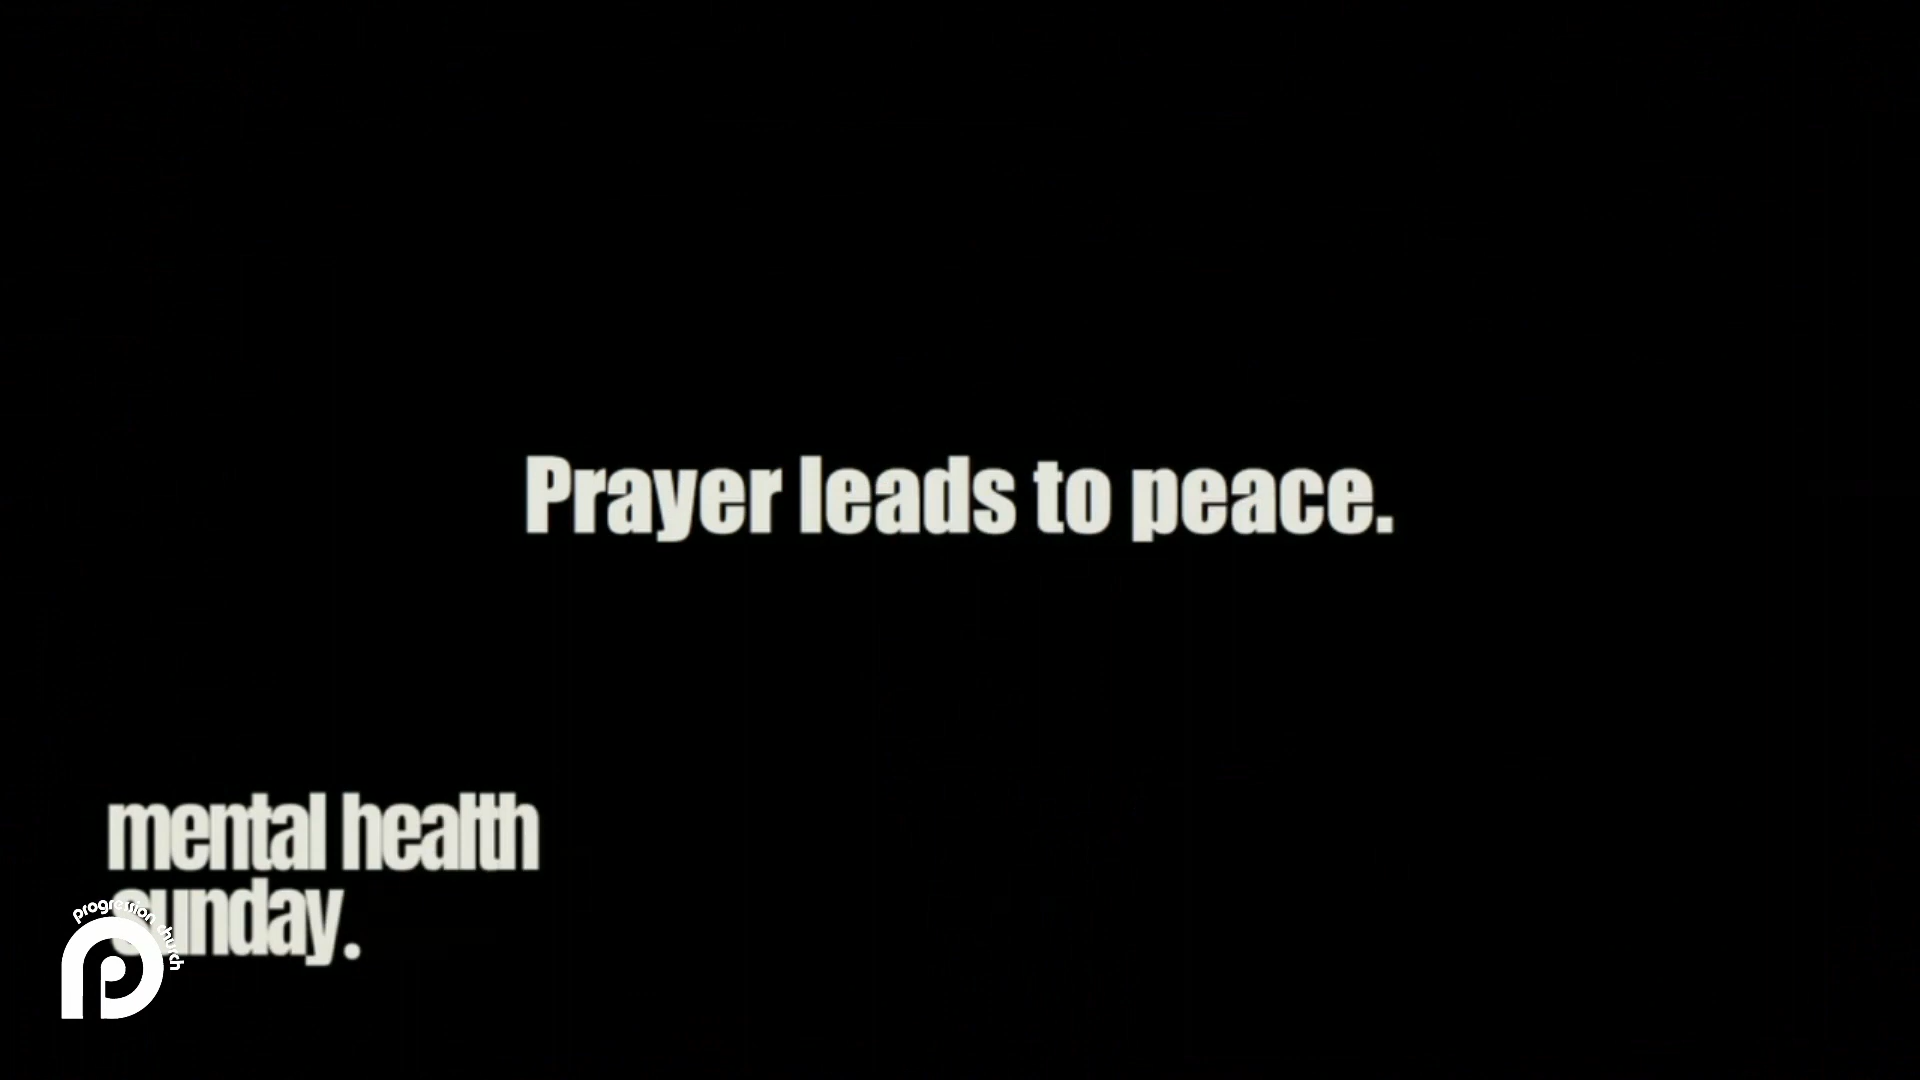 Prayer leads to peace.
mental health
sunday.
progression church